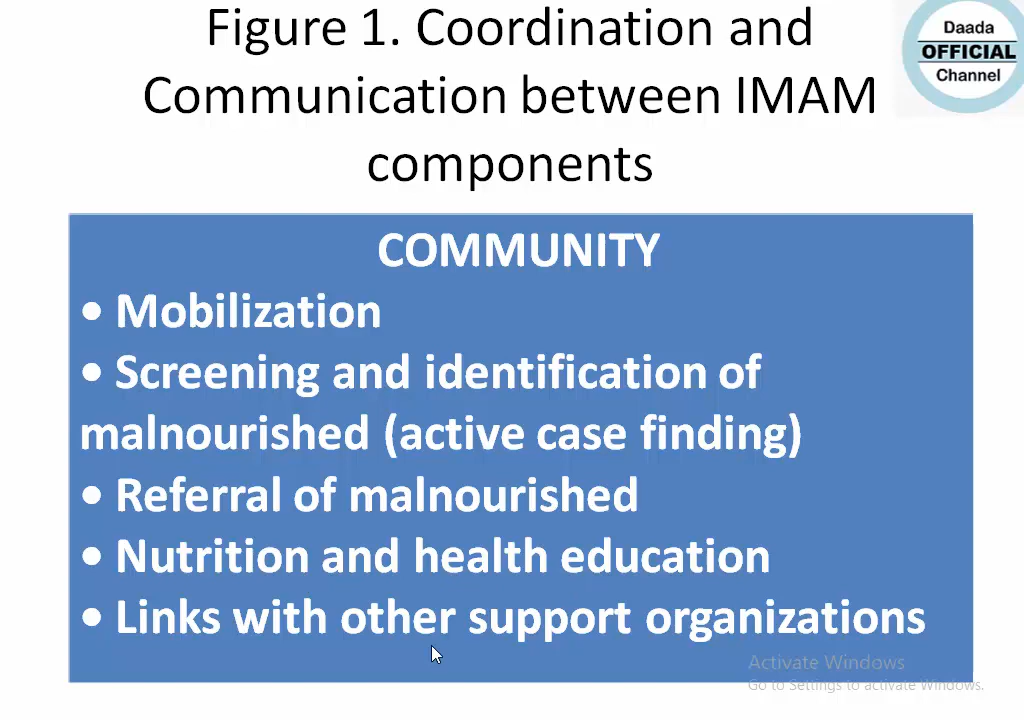 Figure 1. Coordination and
Communication between IMAM
components
Daada
OFFICIAL
Channel
COMMUNITY
• Mobilization
• Screening and identification of
malnourished (active case finding)
• Referral of malnourished
• Nutrition and health education
• Links with other support organizations
Activate Windows
Go to Settings to activate Windows.